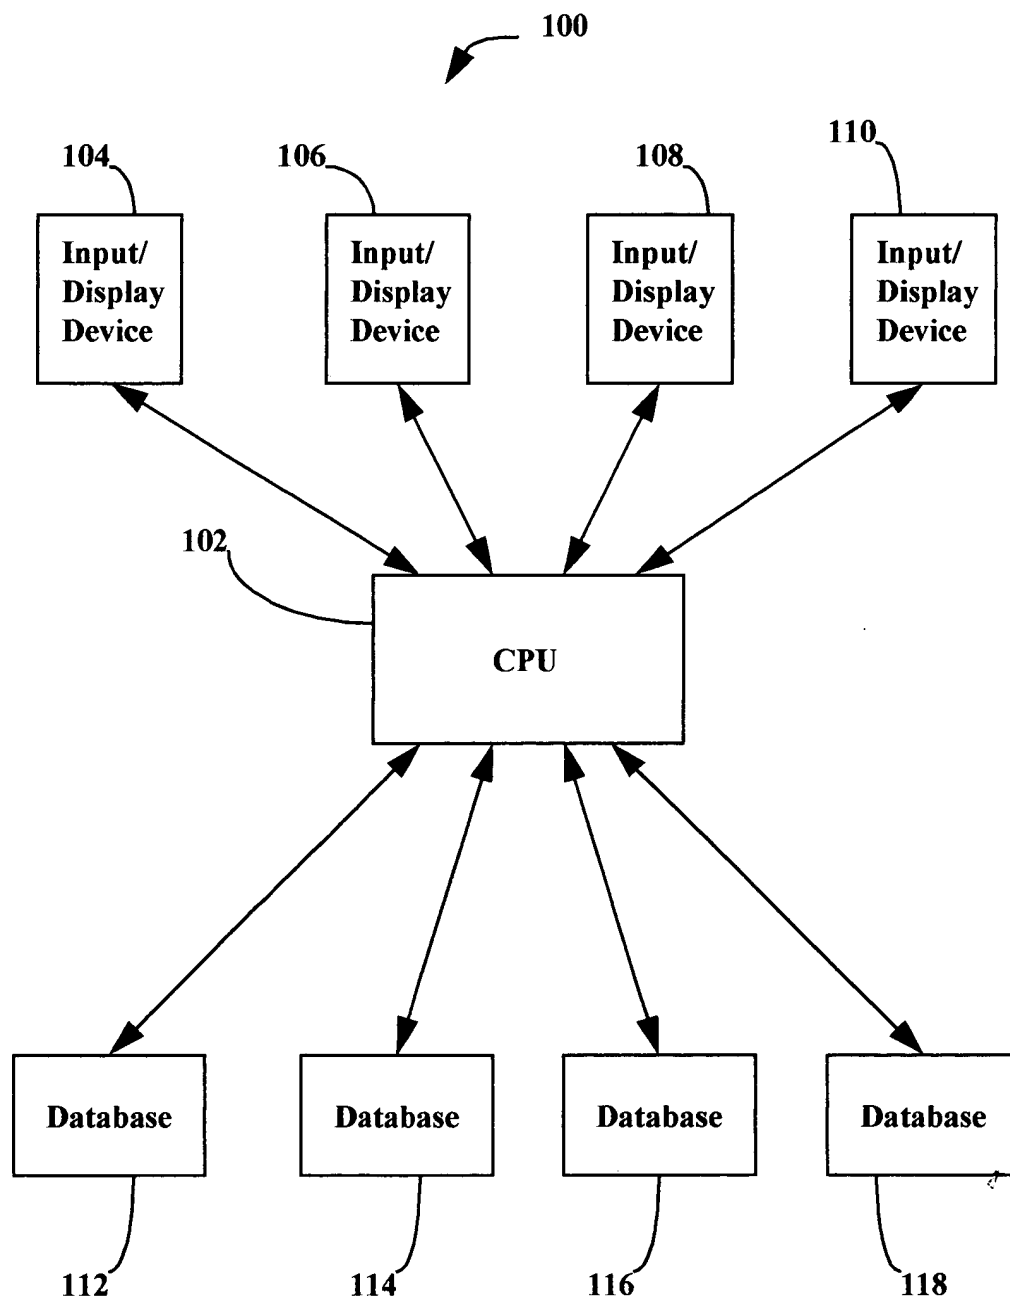 100
104
106
108
110
Input/
Display
Device
Input/
Display
Device
Input/
Display
Device
Input/
Display
Device
102
CPU
Database
Database
Database
Database
112
114
116
118